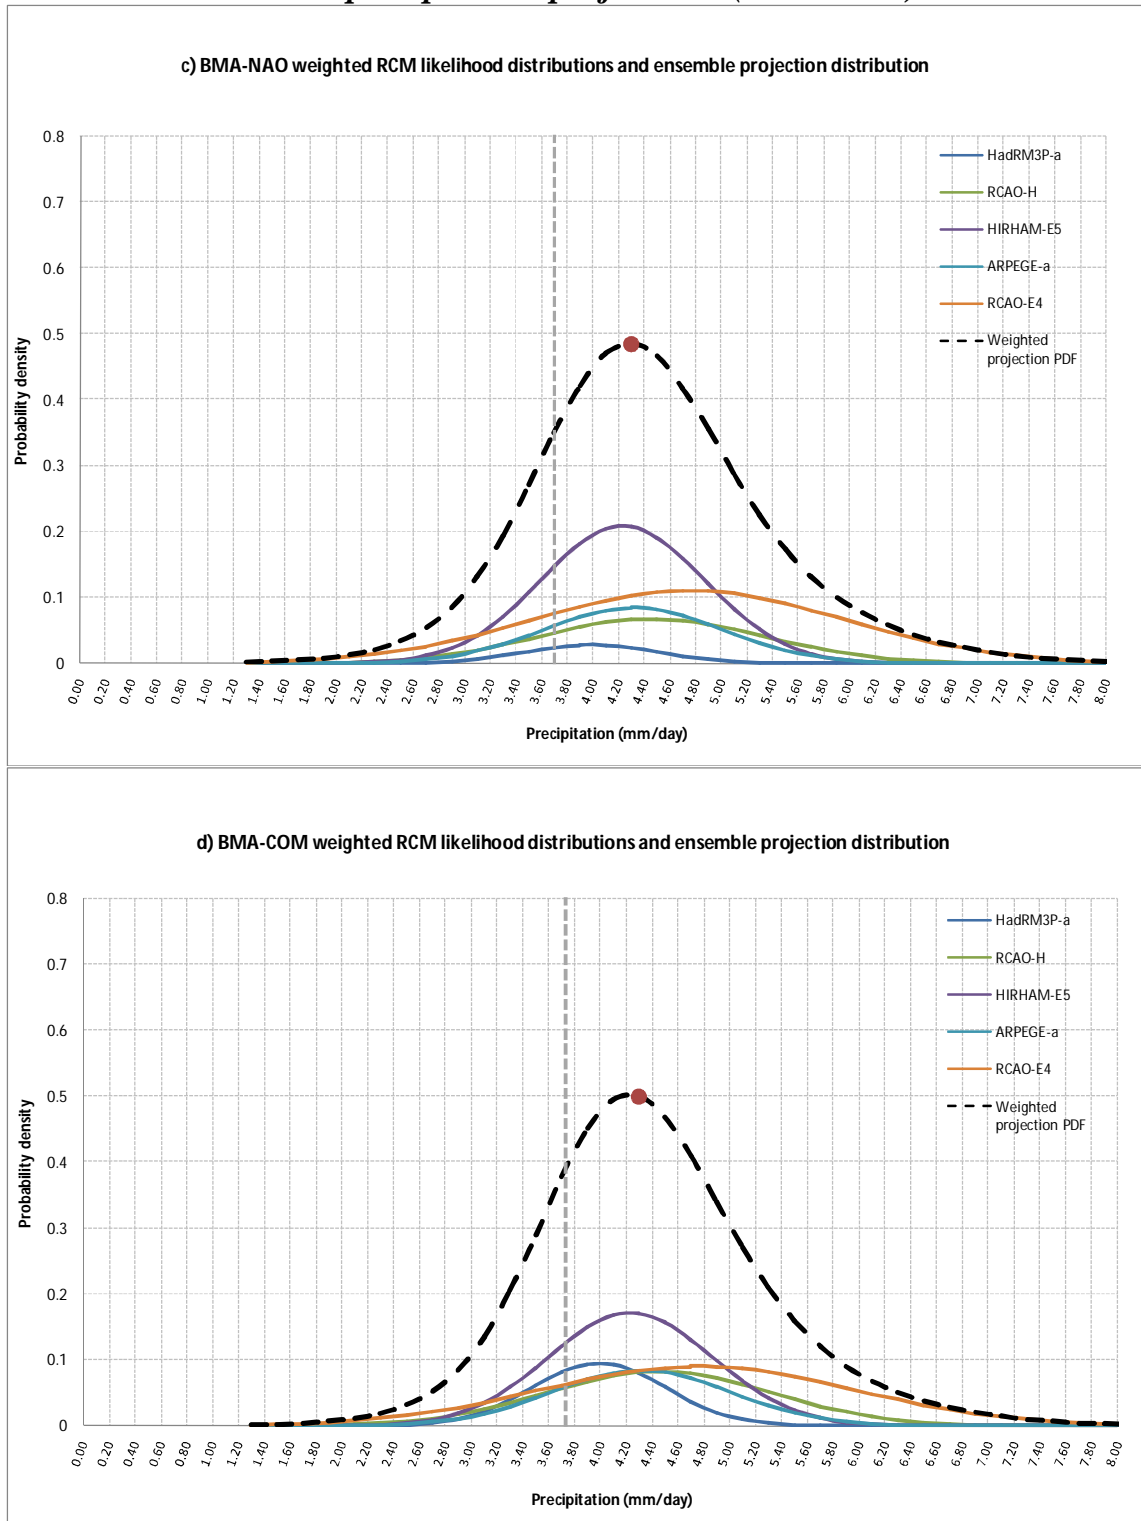 c) BMA-NAO weighted RCM likelihood distributions and ensemble projection distribution
0.8
0.7
0.6
0.5
0.4
0.3
0.2
0.1
0
Probability density
HadRM3P-a
RCAO-H
HIRHAM-E5
ARPEGE-a
RCAO-E4
Weighted
projection PDF
0.00 0.20 0.40 0.60 0.80 1.00 1.20 1.40 1.60 1.80 2.00 2.20 2.40 2.60 2.80 3.00 3.20 3.40 3.60 3.80 4.00 4.20 4.40 4.60 4.80 5.00 5.20 5.40 5.60 5.80 6.00 6.20 6.40 6.60 6.80 7.00 7.20 7.40 7.60 7.80 8.00
Precipitation (mm/day)
d) BMA-COM weighted RCM likelihood distributions and ensemble projection distribution
0.8
0.7
0.6
0.5
0.4
0.3
0.2
0.1
0
Probability density
HadRM3P-a
RCAO-H
HIRHAM-E5
ARPEGE-a
RCAO-E4
Weighted
projection PDF
0.00 0.20 0.40 0.60 0.80 1.00 1.20 1.40 1.60 1.80 2.00 2.20 2.40 2.60 2.80 3.00 3.20 3.40 3.60 3.80 4.00 4.20 4.40 4.60 4.80 5.00 5.20 5.40 5.60 5.80 6.00 6.20 6.40 6.60 6.80 7.00 7.20 7.40 7.60 7.80 8.00
Precipitation (mm/day)